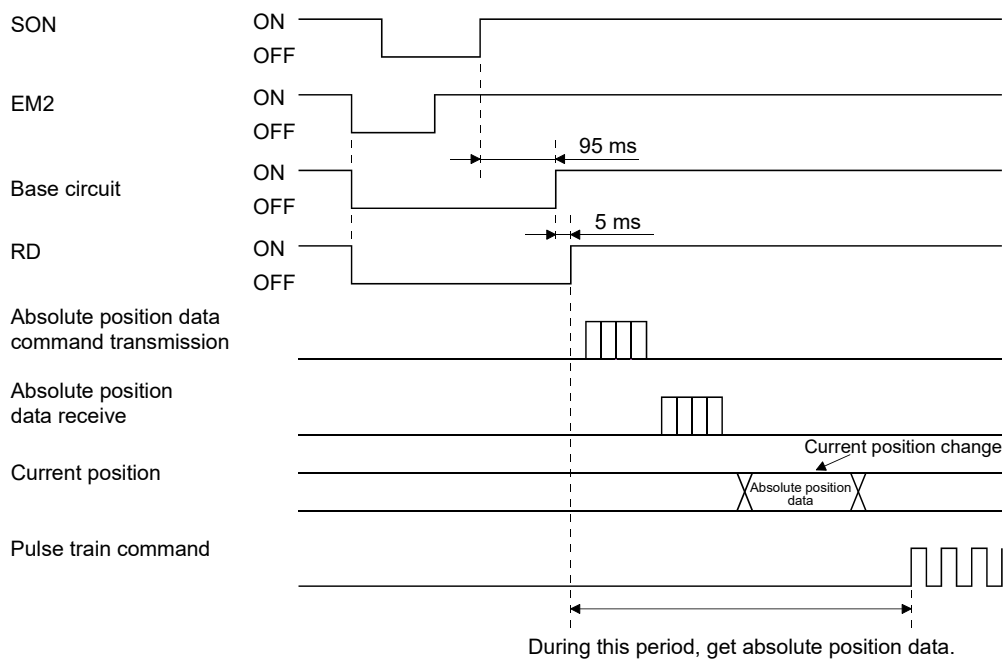 SON
ON
OFF
EM2
ON
OFF
95 ms
Base circuit
ON
OFF
5 ms
RD
ON
OFF
Absolute position data
command transmission
Absolute position
data receive
Current position change
Current position
Absolute position
data
Pulse train command
During this period, get absolute position data.